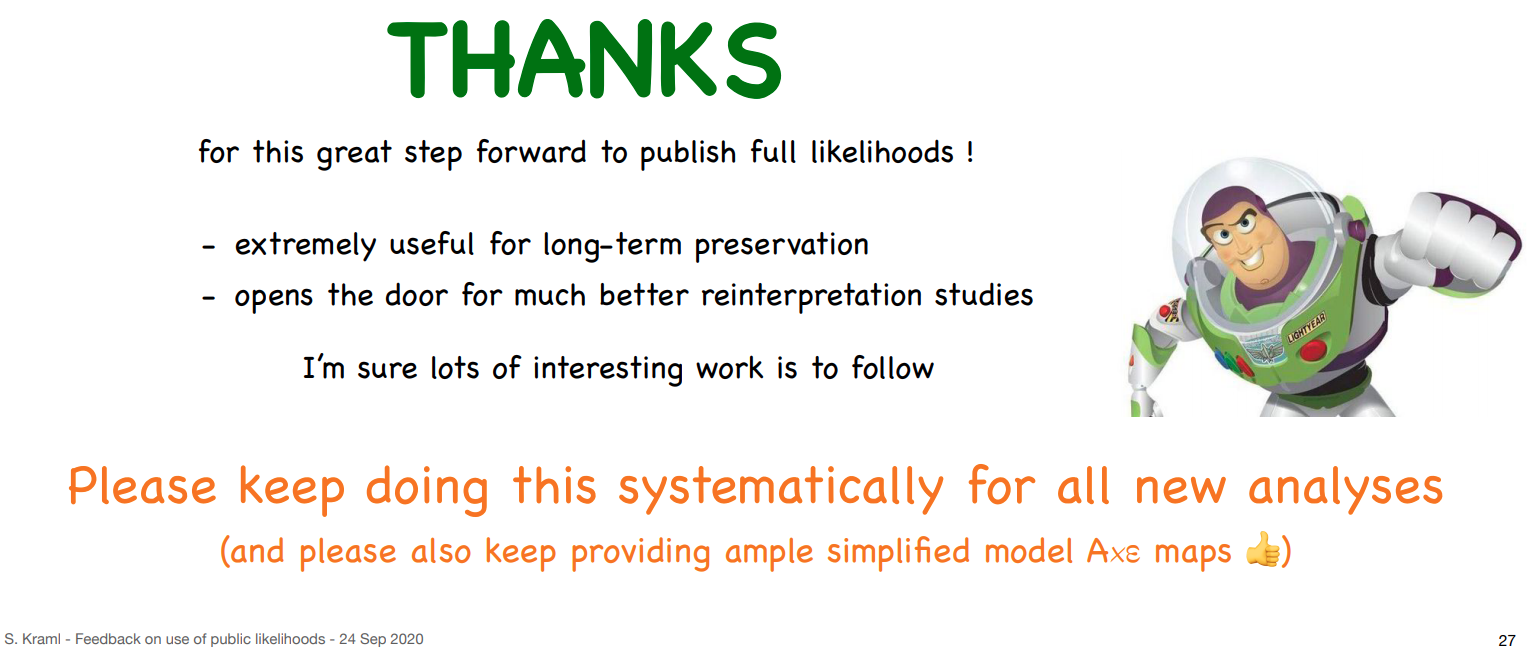 THANKS
for this great step forward to publish full likelihoods !
- extremely useful for long-term preservation
- opens the door for much better reinterpretation studies
I'm sure lots of interesting work is to follow
LIGHTYEAR
Please keep doing this systematically for all new analyses
(and please also keep providing ample simplified model A×ε maps 👍)
S. Kraml - Feedback on use of public likelihoods - 24 Sep 2020
27